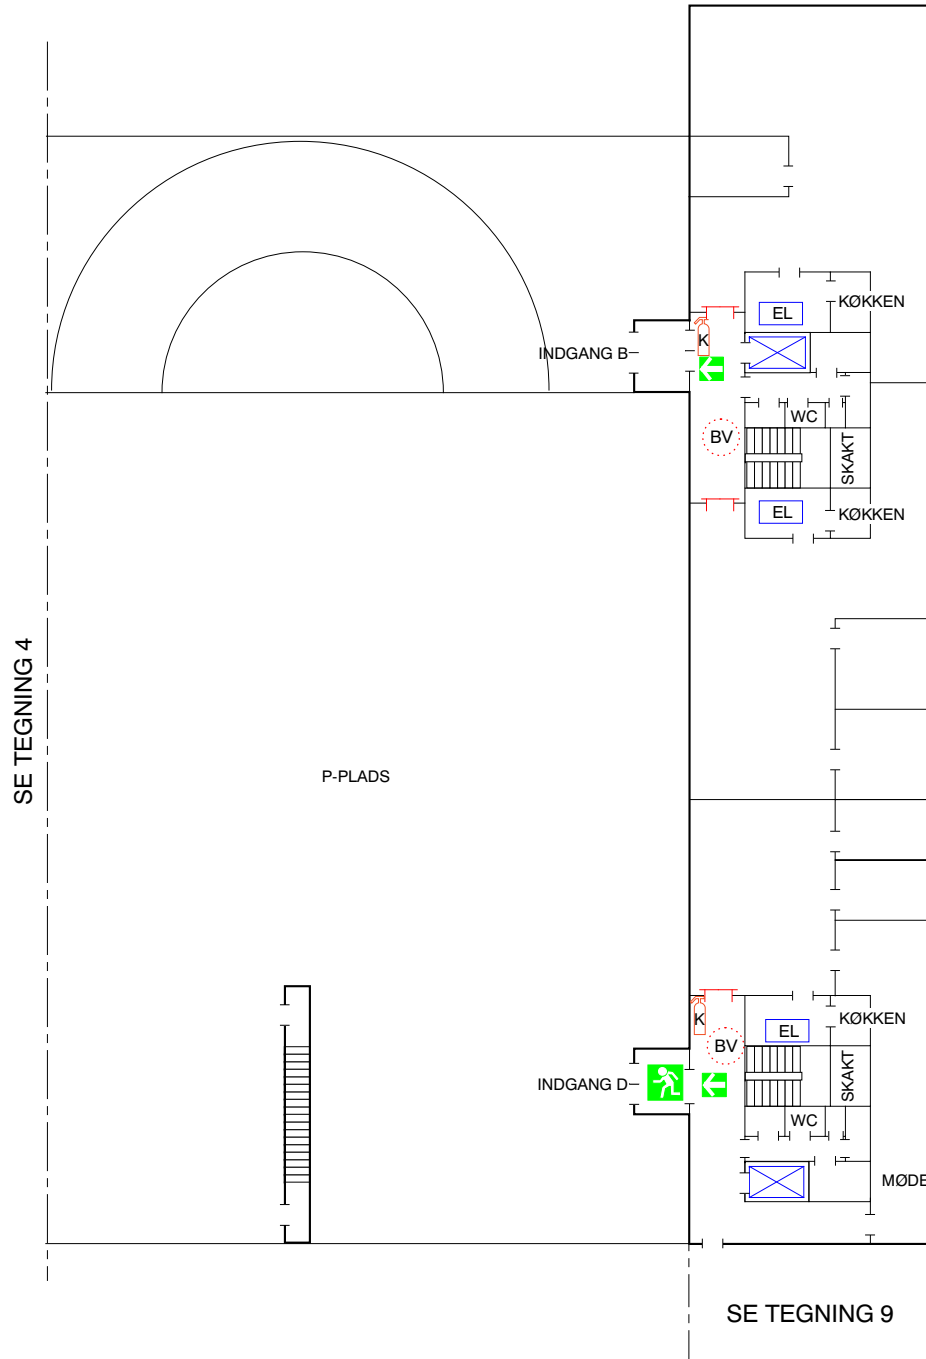 KØKKEN
EL
K
INDGANG B
WC
BV
SKAKT
EL
KØKKEN
SE TEGNING 4
P-PLADS
K
KØKKEN
EL
BV
SKAKT
INDGANG D
WC
MØDE
SE TEGNING 9